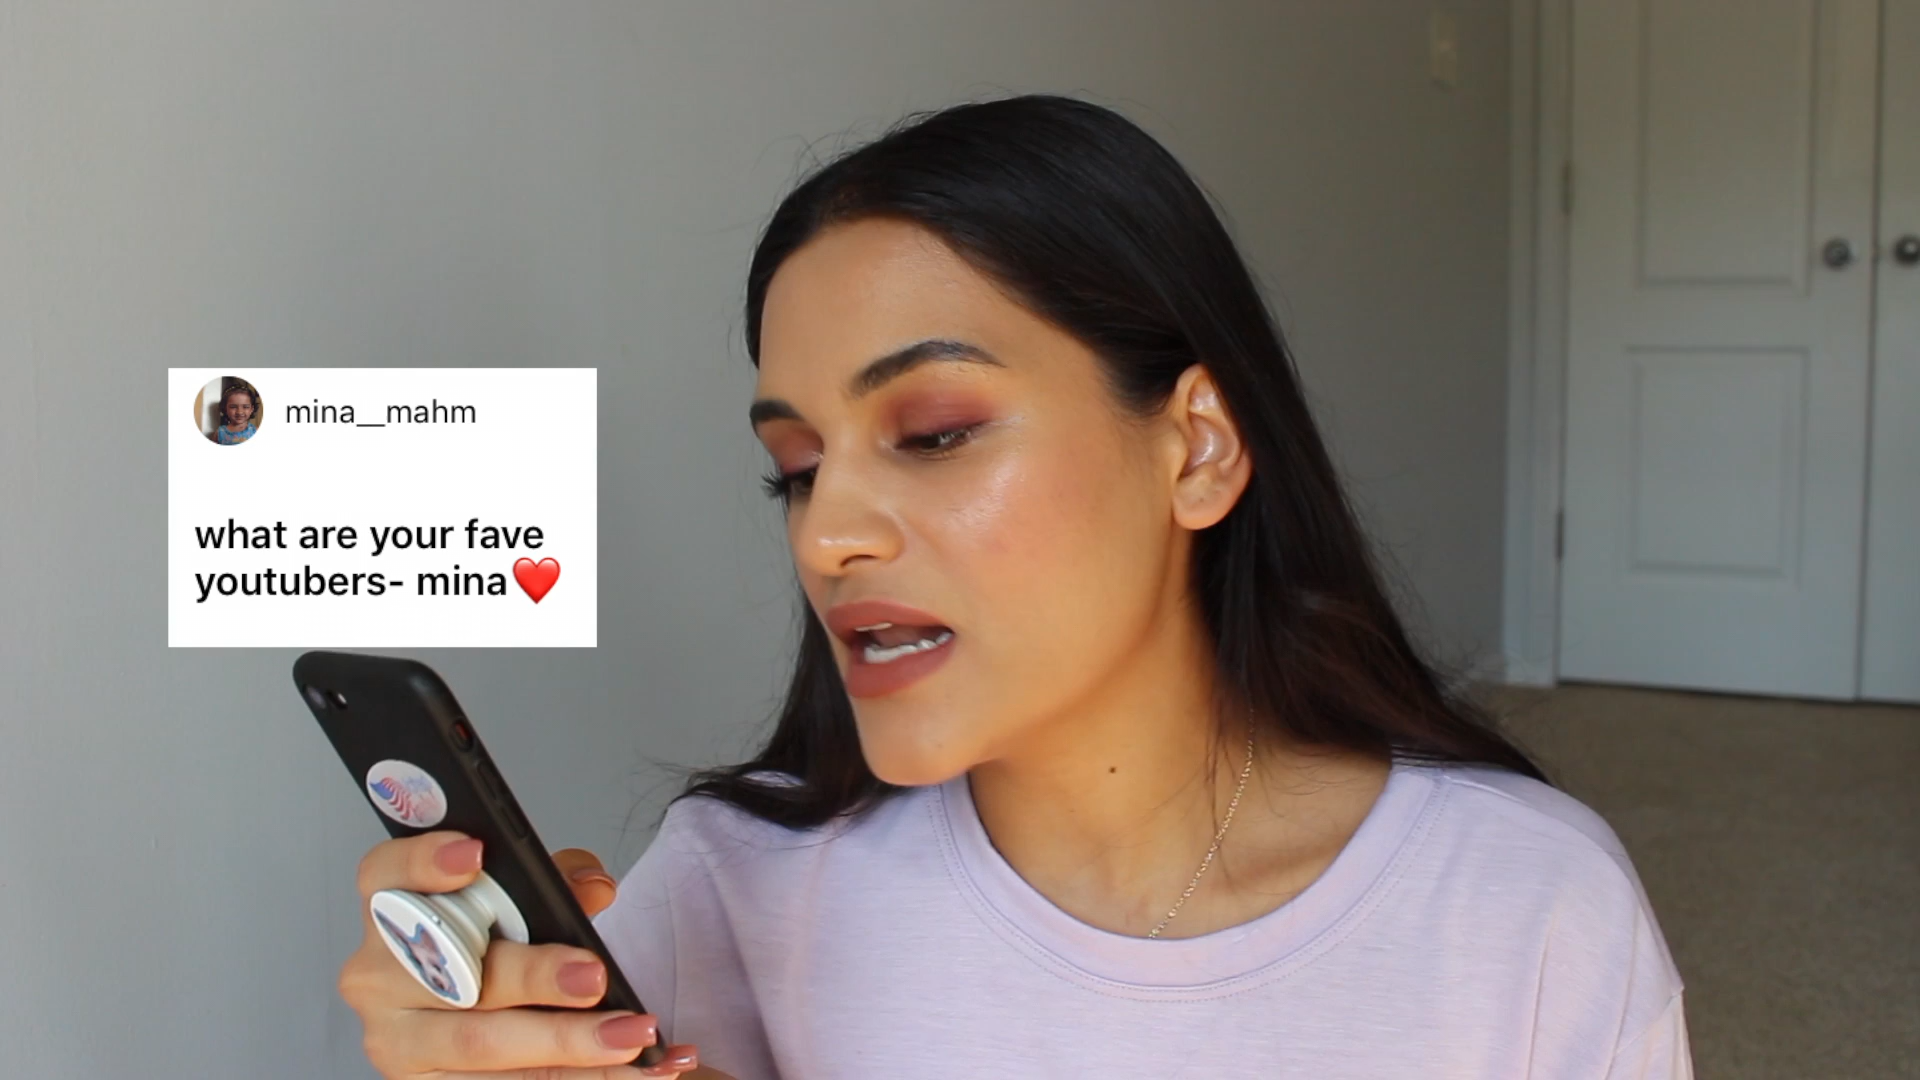 mina__mahm
what are your fave
youtubers- mina❤️